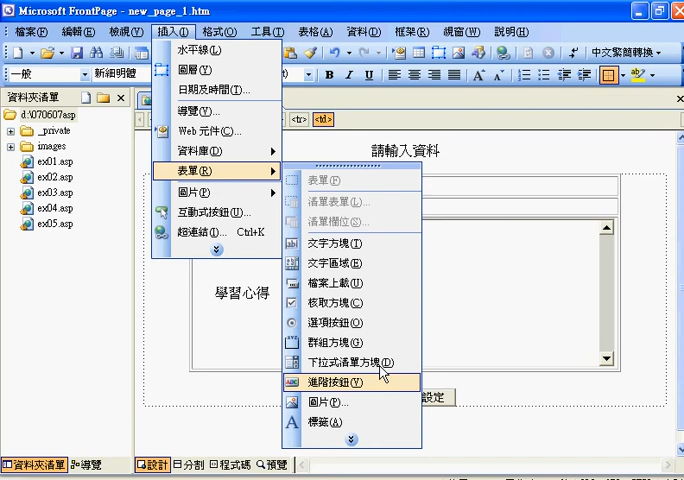 Microsoft FrontPage - new_page_1.htm
檔案(F) 編輯(E) 檢視(V) 插入(I) 格式(O) 工具(T) 表格(A) 資料(D) 框架(R) 視窗(W) 說明(H)
中文繁簡轉換
一般 新細明體 B I U A A
資料夾清單
d:\070607asp
_private
images
ex01.asp
ex02.asp
ex03.asp
ex04.asp
ex05.asp
水平線(L)
圖層(Y)
日期及時間(T)...
導覽(V)...
Web 元件(C)...
資料庫(D)
表單(R)
圖片(P)
互動式按鈕(U)...
超連結(I)... Ctrl+K
表單(F)
清單表單(L)...
清單欄位(S)...
文字方塊(T)
文字區域(E)
檔案上載(U)
核取方塊(C)
選項按鈕(O)
群組方塊(G)
下拉式清單方塊(D)
進階按鈕(Y)
圖片(P)...
標籤(A)
<tr> <td>
請輸入資料
學習心得
設定
資料夾清單 導覽 設計 分割 程式碼 預覽